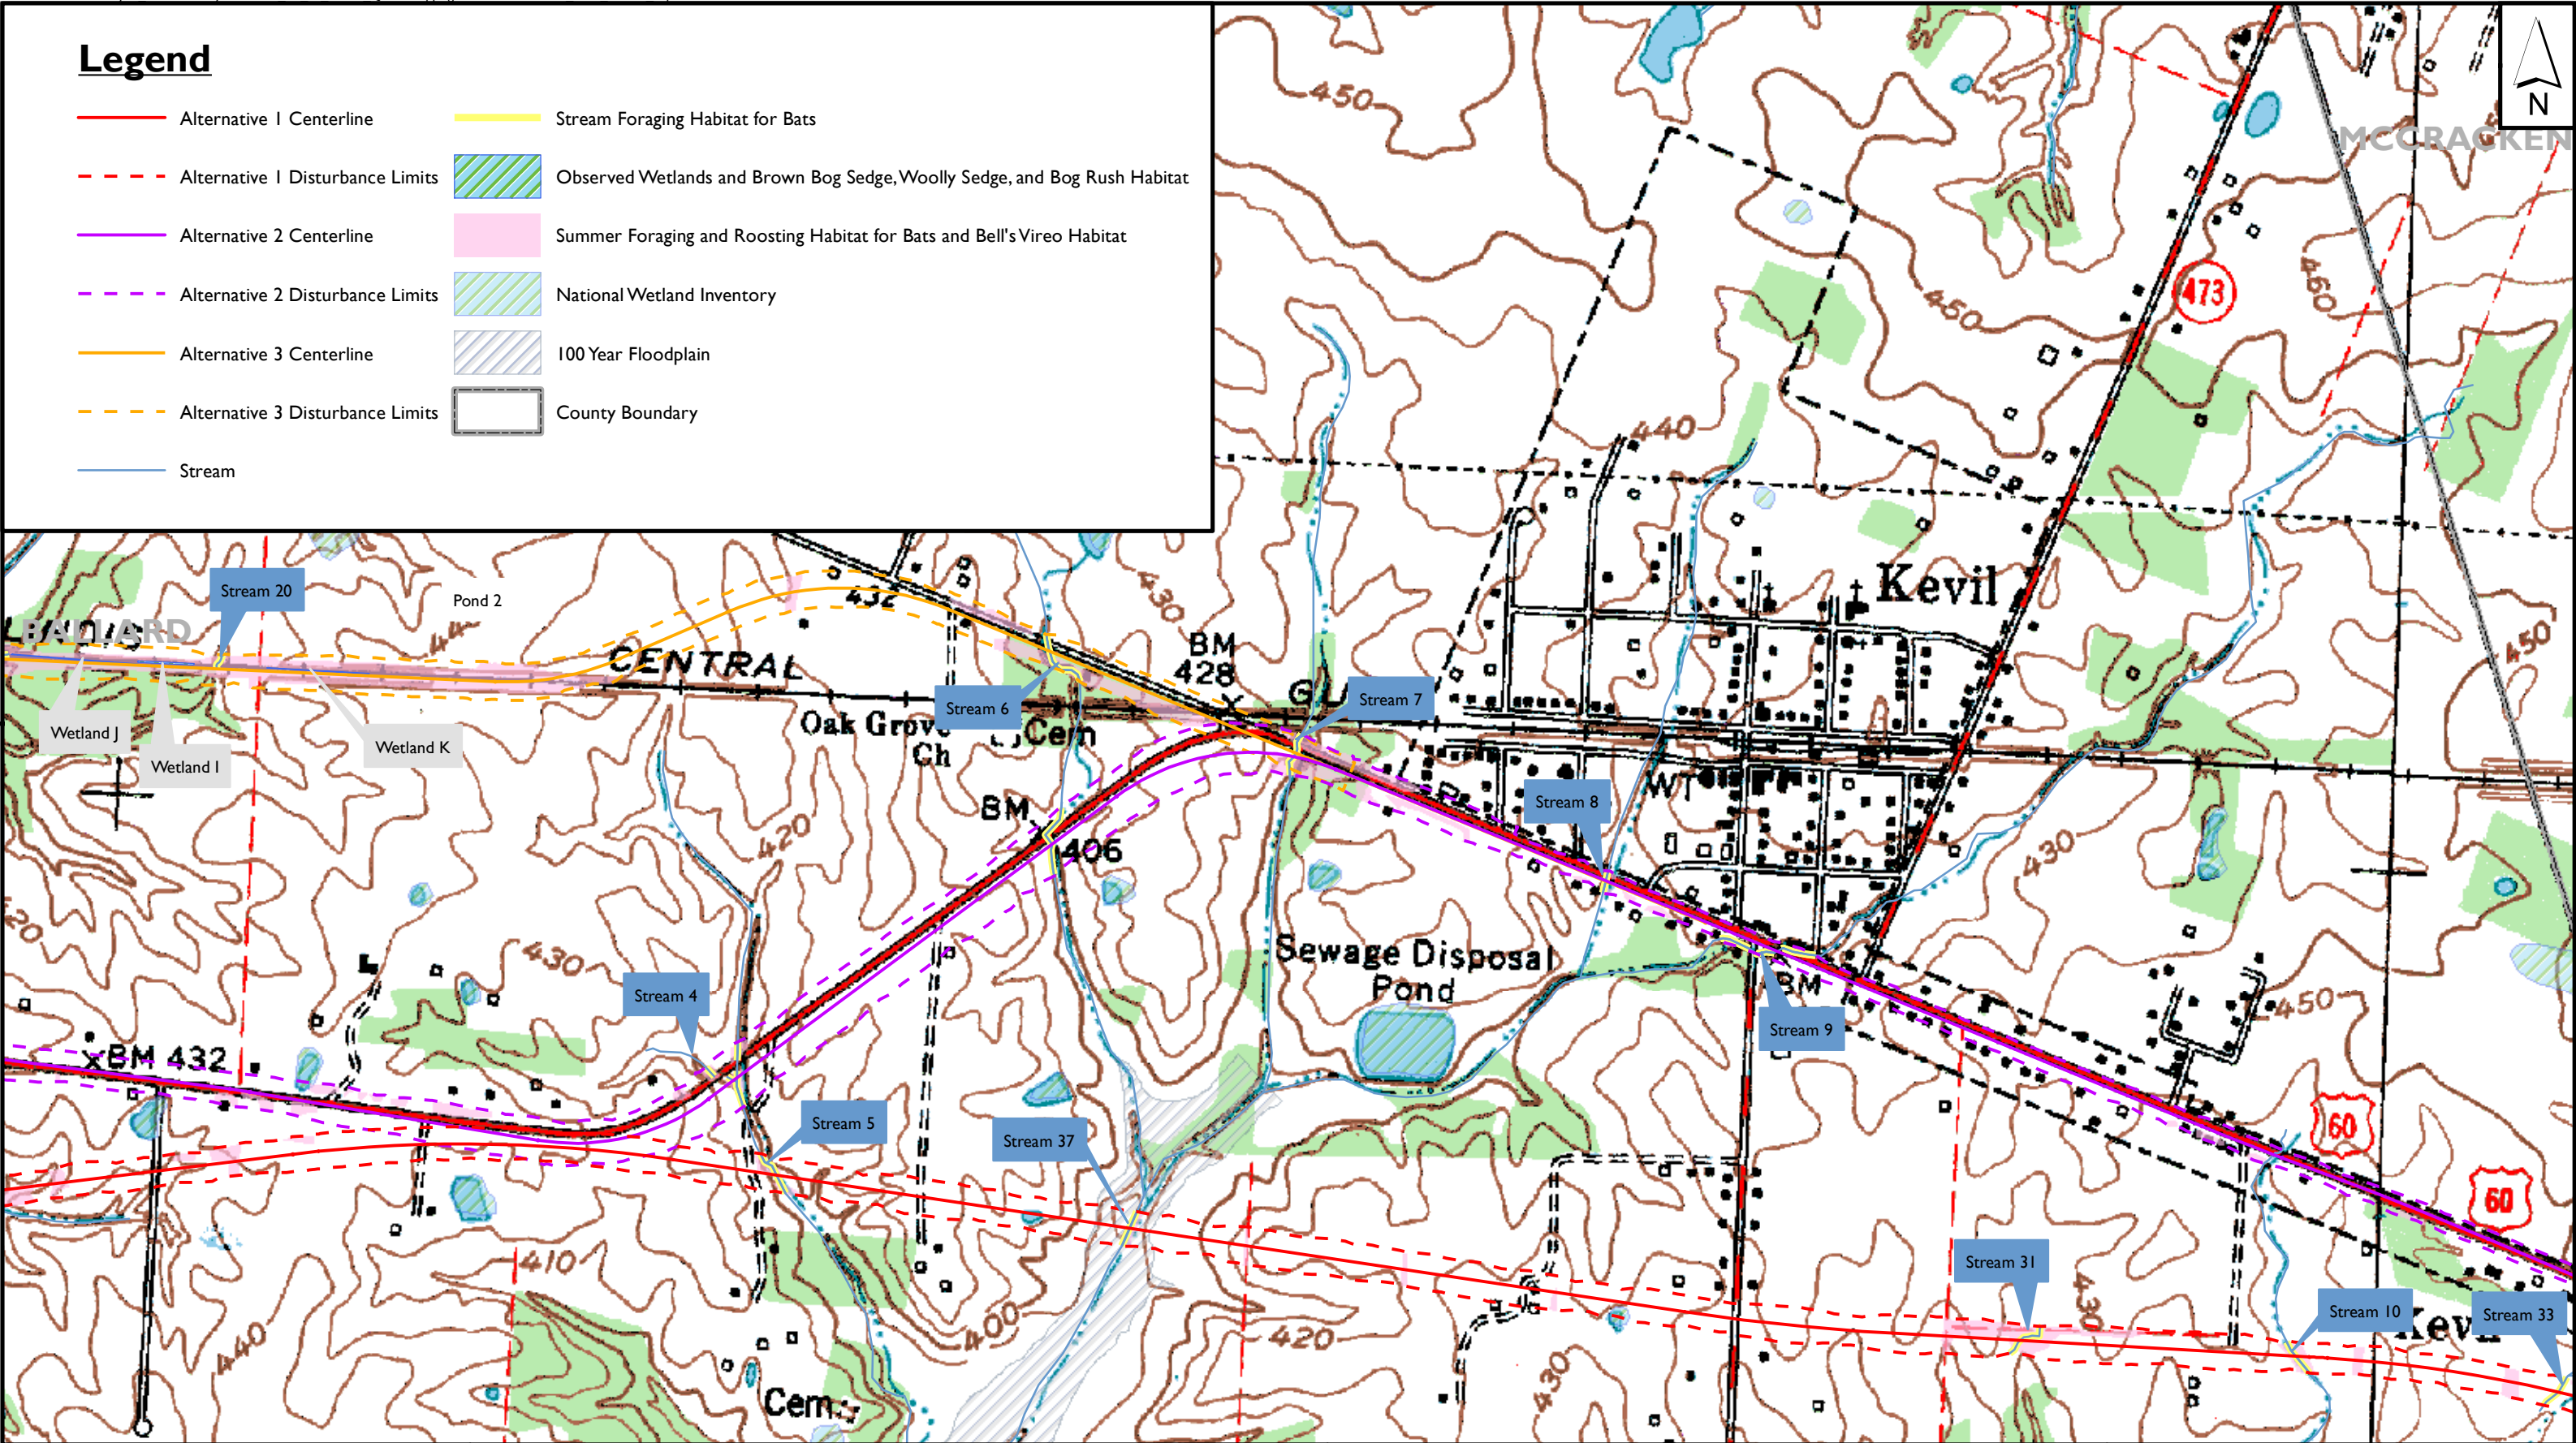 Legend
Alternative 1 Centerline
Alternative 1 Disturbance Limits
Alternative 2 Centerline
Alternative 2 Disturbance Limits
Alternative 3 Centerline
Alternative 3 Disturbance Limits
Stream
Stream Foraging Habitat for Bats
Observed Wetlands and Brown Bog Sedge, Woolly Sedge, and Bog Rush Habitat
Summer Foraging and Roosting Habitat for Bats and Bell's Vireo Habitat
National Wetland Inventory
100 Year Floodplain
County Boundary
N
MCCRACKEN
450
473
460
450
440
Kevil
430
432
Stream 20
Pond 2
BALLARD
CENTRAL
BM
428
Stream 6
Stream 7
Oak Grove
Ch
Cem
Wetland J
Wetland I
Wetland K
450
BM
406
Stream 8
420
430
Sewage Disposal
Pond
430
Stream 4
BM
Stream 9
450
BM 432
Stream 5
Stream 37
60
60
410
400
420
440
430
430
Stream 31
Stream 10
Stream 33
Kevil
Cem